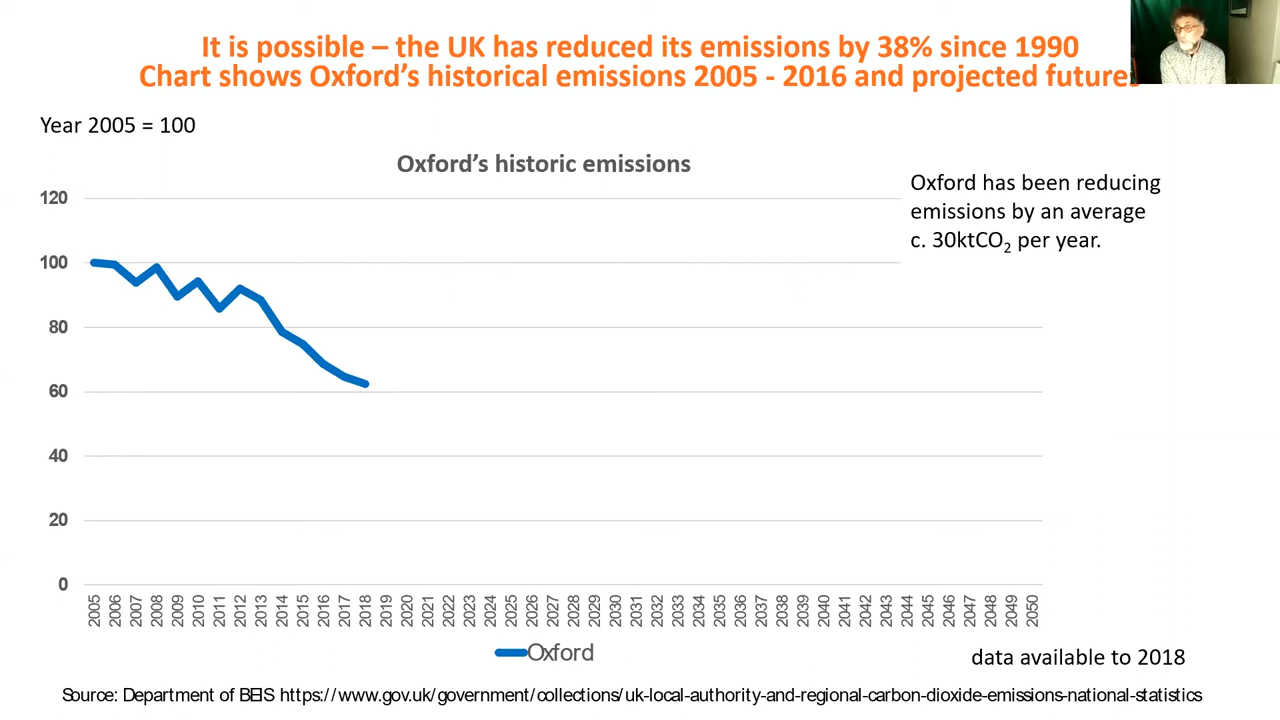 It is possible – the UK has reduced its emissions by 38% since 1990
Chart shows Oxford's historical emissions 2005 - 2016 and projected future
Year 2005 = 100
Oxford's historic emissions
Oxford has been reducing
emissions by an average
c. 30ktCO₂ per year.
120
100
80
60
40
20
0
2005 2006 2007 2008 2009 2010 2011 2012 2013 2014 2015 2016 2017 2018 2019 2020 2021 2022 2023 2024 2025 2026 2027 2028 2029 2030 2031 2032 2033 2034 2035 2036 2037 2038 2039 2040 2041 2042 2043 2044 2045 2046 2047 2048 2049 2050
Oxford
data available to 2018
Source: Department of BEIS https://www.gov.uk/government/collections/uk-local-authority-and-regional-carbon-dioxide-emissions-national-statistics